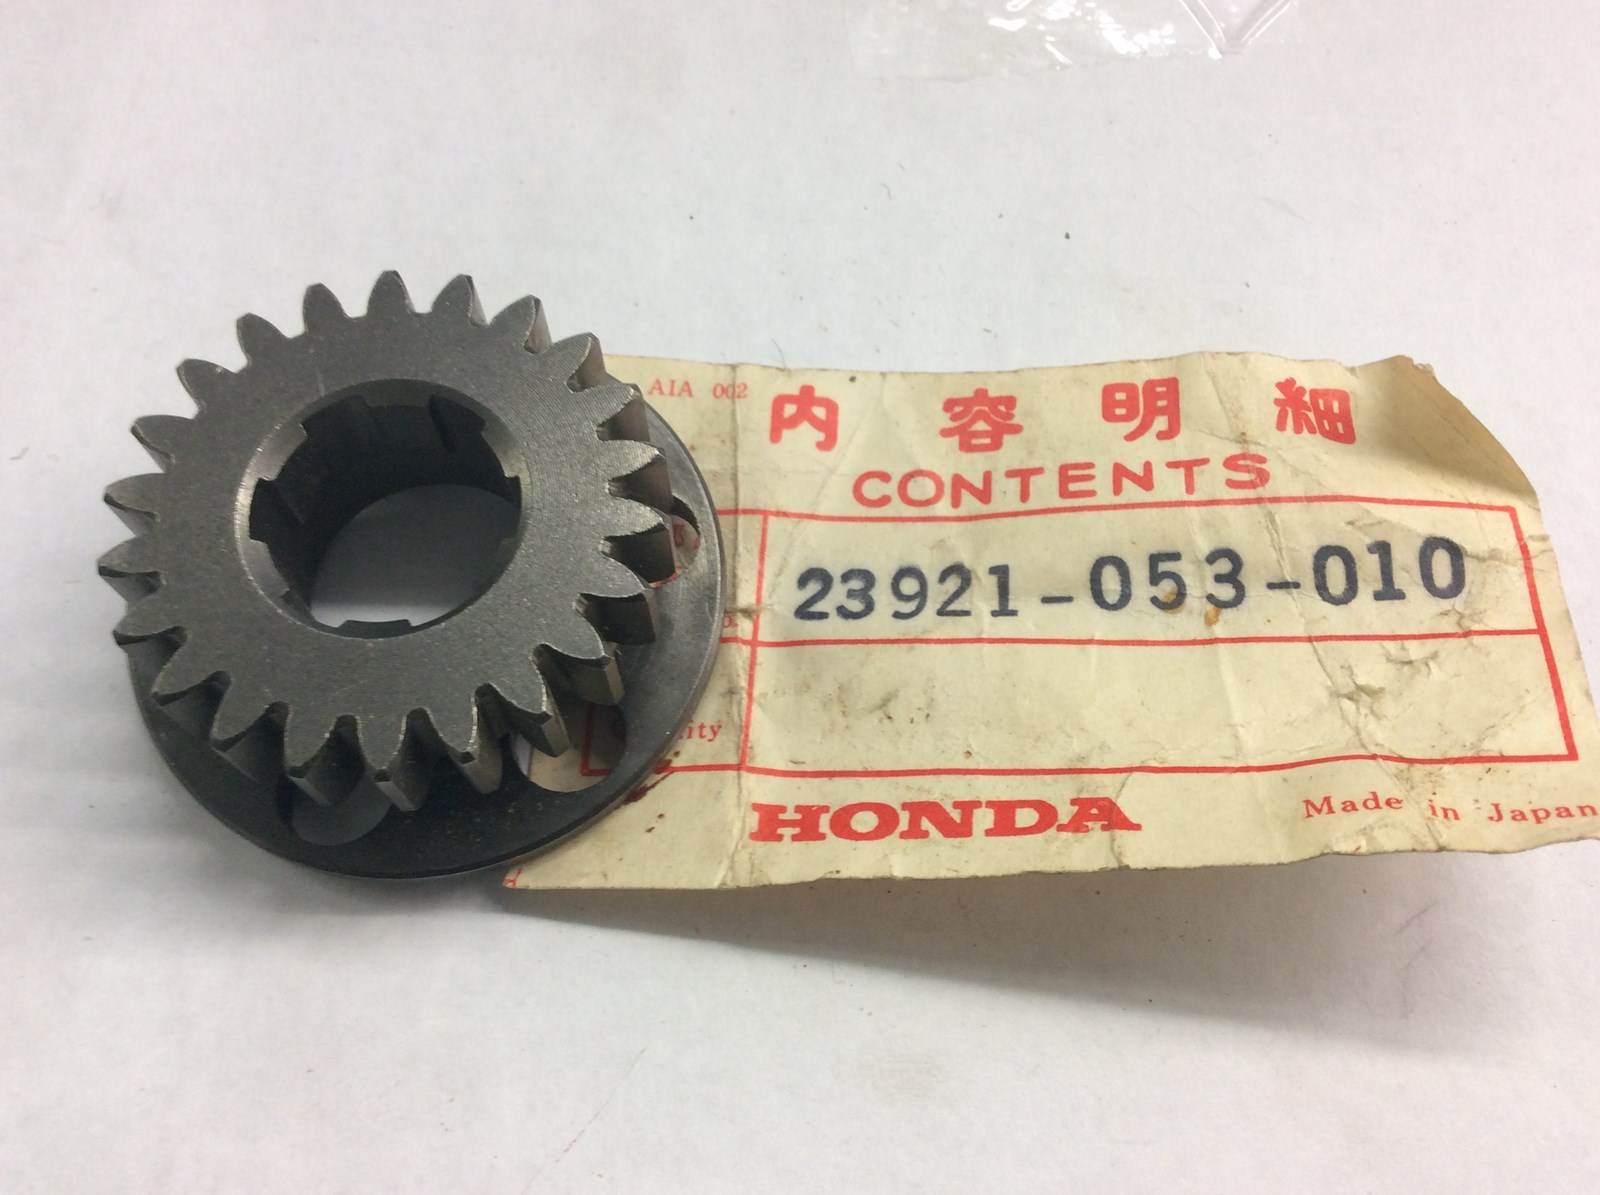 AIA 002
内容明細
CONTENTS
23921-053-010
HONDA
Made in Japan